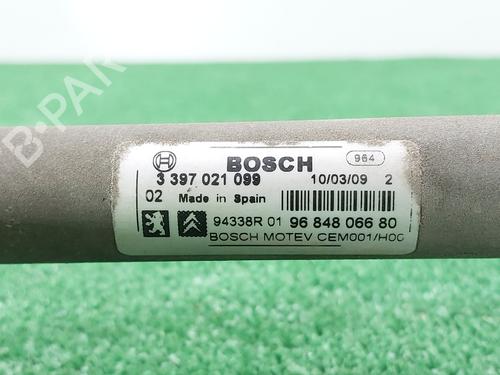 B-PARTS
BOSCH 964
3 397 021 099 10/03/09 2
02 Made in Spain
94338R 01 96 848 066 80
BOSCH MOTEV CEM001/H00